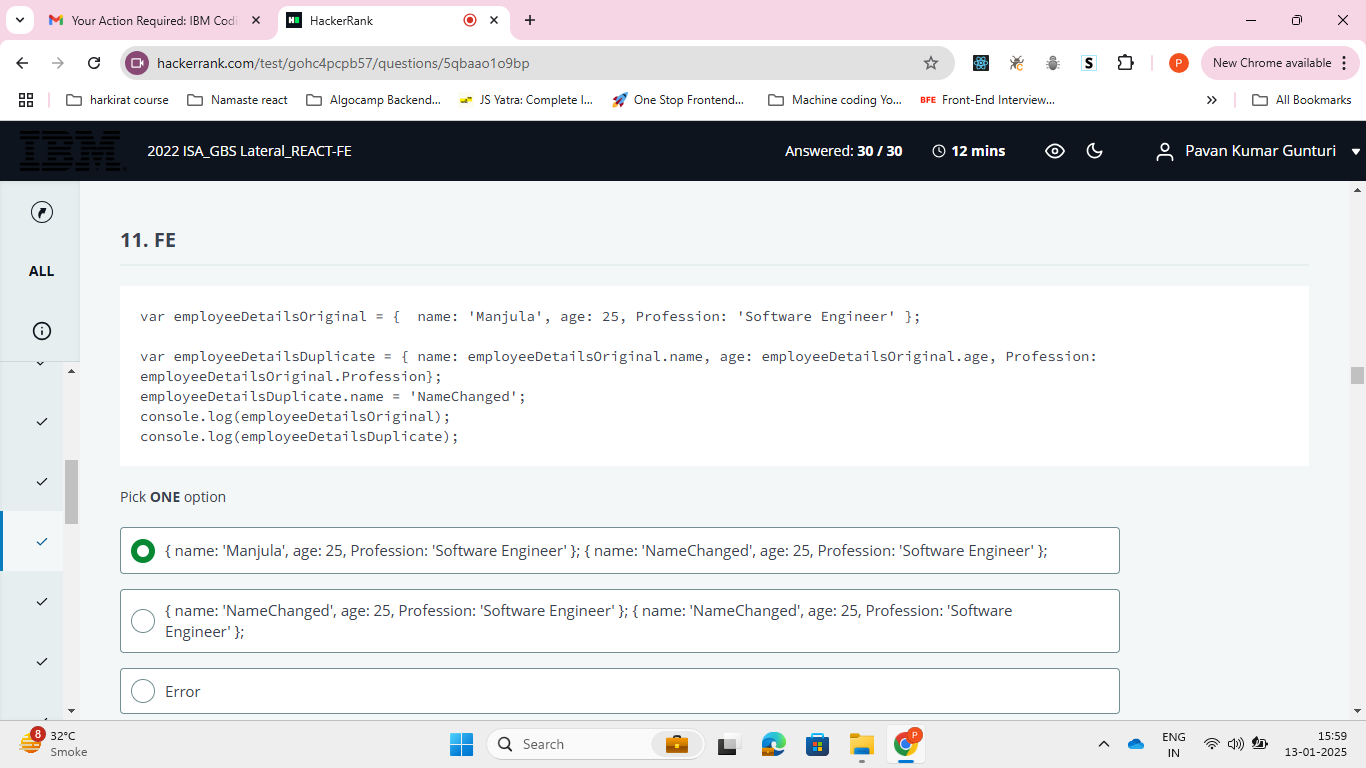 Your Action Required: IBM Codi
HackerRank
hackerrank.com/test/gohc4pcpb57/questions/5qbaao1o9bp
S
P
New Chrome available
harkirat course
Namaste react
Algocamp Backend...
JS Yatra: Complete I...
One Stop Frontend...
Machine coding Yo...
BFE Front-End Interview...
All Bookmarks
IBM
2022 ISA_GBS Lateral_REACT-FE
Answered: 30 / 30
12 mins
Pavan Kumar Gunturi
ALL
11. FE
var employeeDetailsOriginal = {  name: 'Manjula', age: 25, Profession: 'Software Engineer' };
var employeeDetailsDuplicate = { name: employeeDetailsOriginal.name, age: employeeDetailsOriginal.age, Profession:
employeeDetailsOriginal.Profession};
employeeDetailsDuplicate.name = 'NameChanged';
console.log(employeeDetailsOriginal);
console.log(employeeDetailsDuplicate);
Pick ONE option
{ name: 'Manjula', age: 25, Profession: 'Software Engineer' }; { name: 'NameChanged', age: 25, Profession: 'Software Engineer' };
{ name: 'NameChanged', age: 25, Profession: 'Software Engineer' }; { name: 'NameChanged', age: 25, Profession: 'Software
Engineer' };
Error
8
32°C
Smoke
Search
P
ENG
IN
15:59
13-01-2025